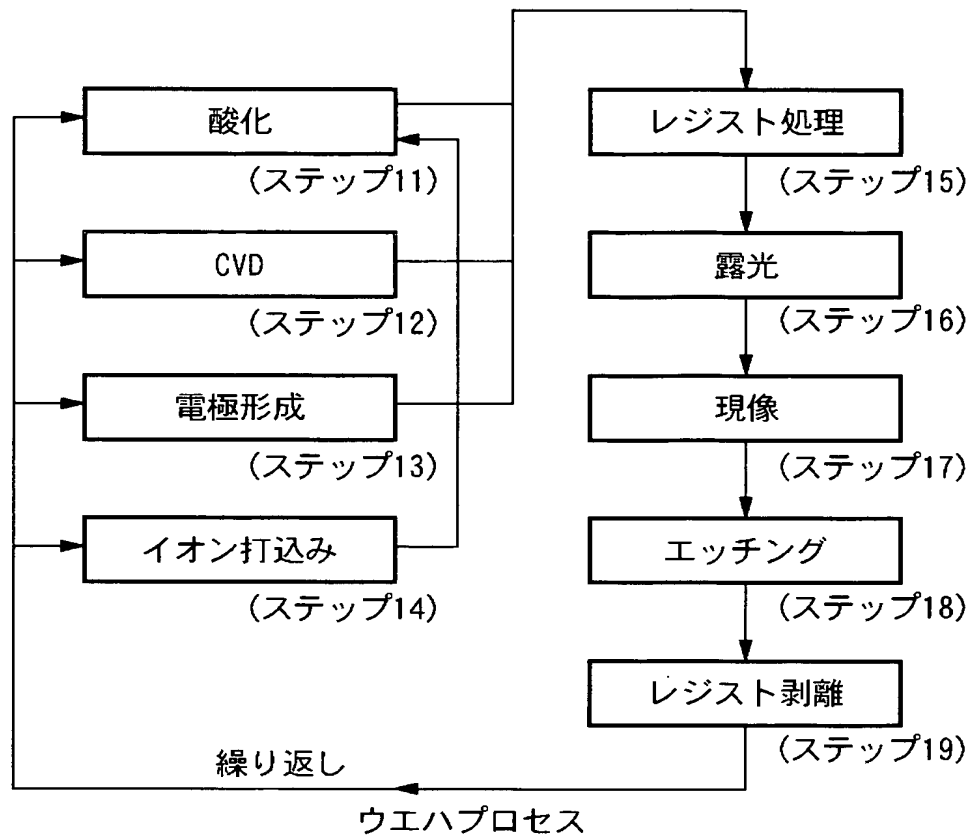 酸化
(ステップ11)
CVD
(ステップ12)
電極形成
(ステップ13)
イオン打込み
(ステップ14)
レジスト処理
(ステップ15)
露光
(ステップ16)
現像
(ステップ17)
エッチング
(ステップ18)
レジスト剥離
(ステップ19)
繰り返し
ウエハプロセス